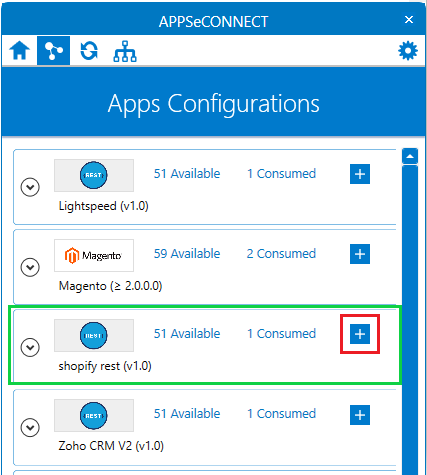 APPSeCONNECT
Apps Configurations
REST
51 Available 1 Consumed
Lightspeed (v1.0)
Magento
59 Available 2 Consumed
Magento (≥ 2.0.0.0)
REST
51 Available 1 Consumed
shopify rest (v1.0)
REST
51 Available 1 Consumed
Zoho CRM V2 (v1.0)